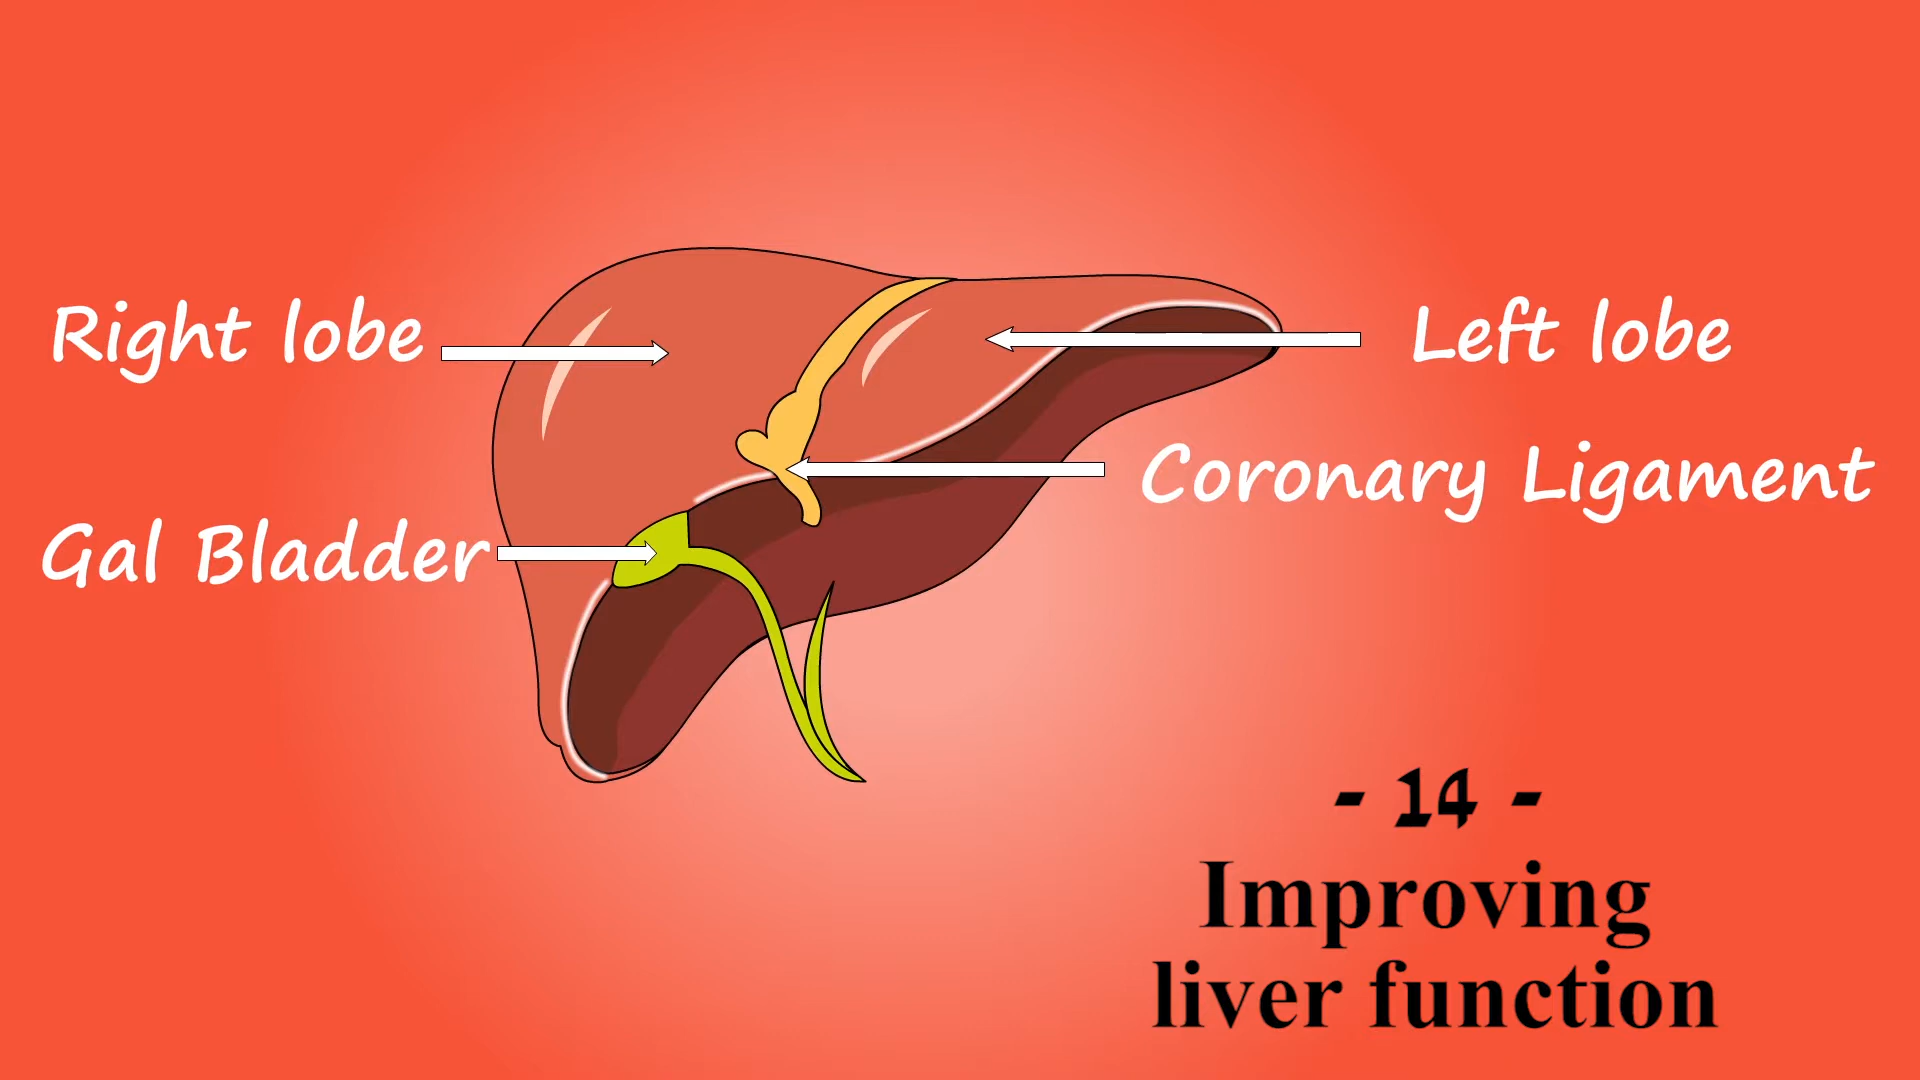 Right lobe
Left lobe
Coronary Ligament
Gal Bladder
- 14 -
Improving
liver function